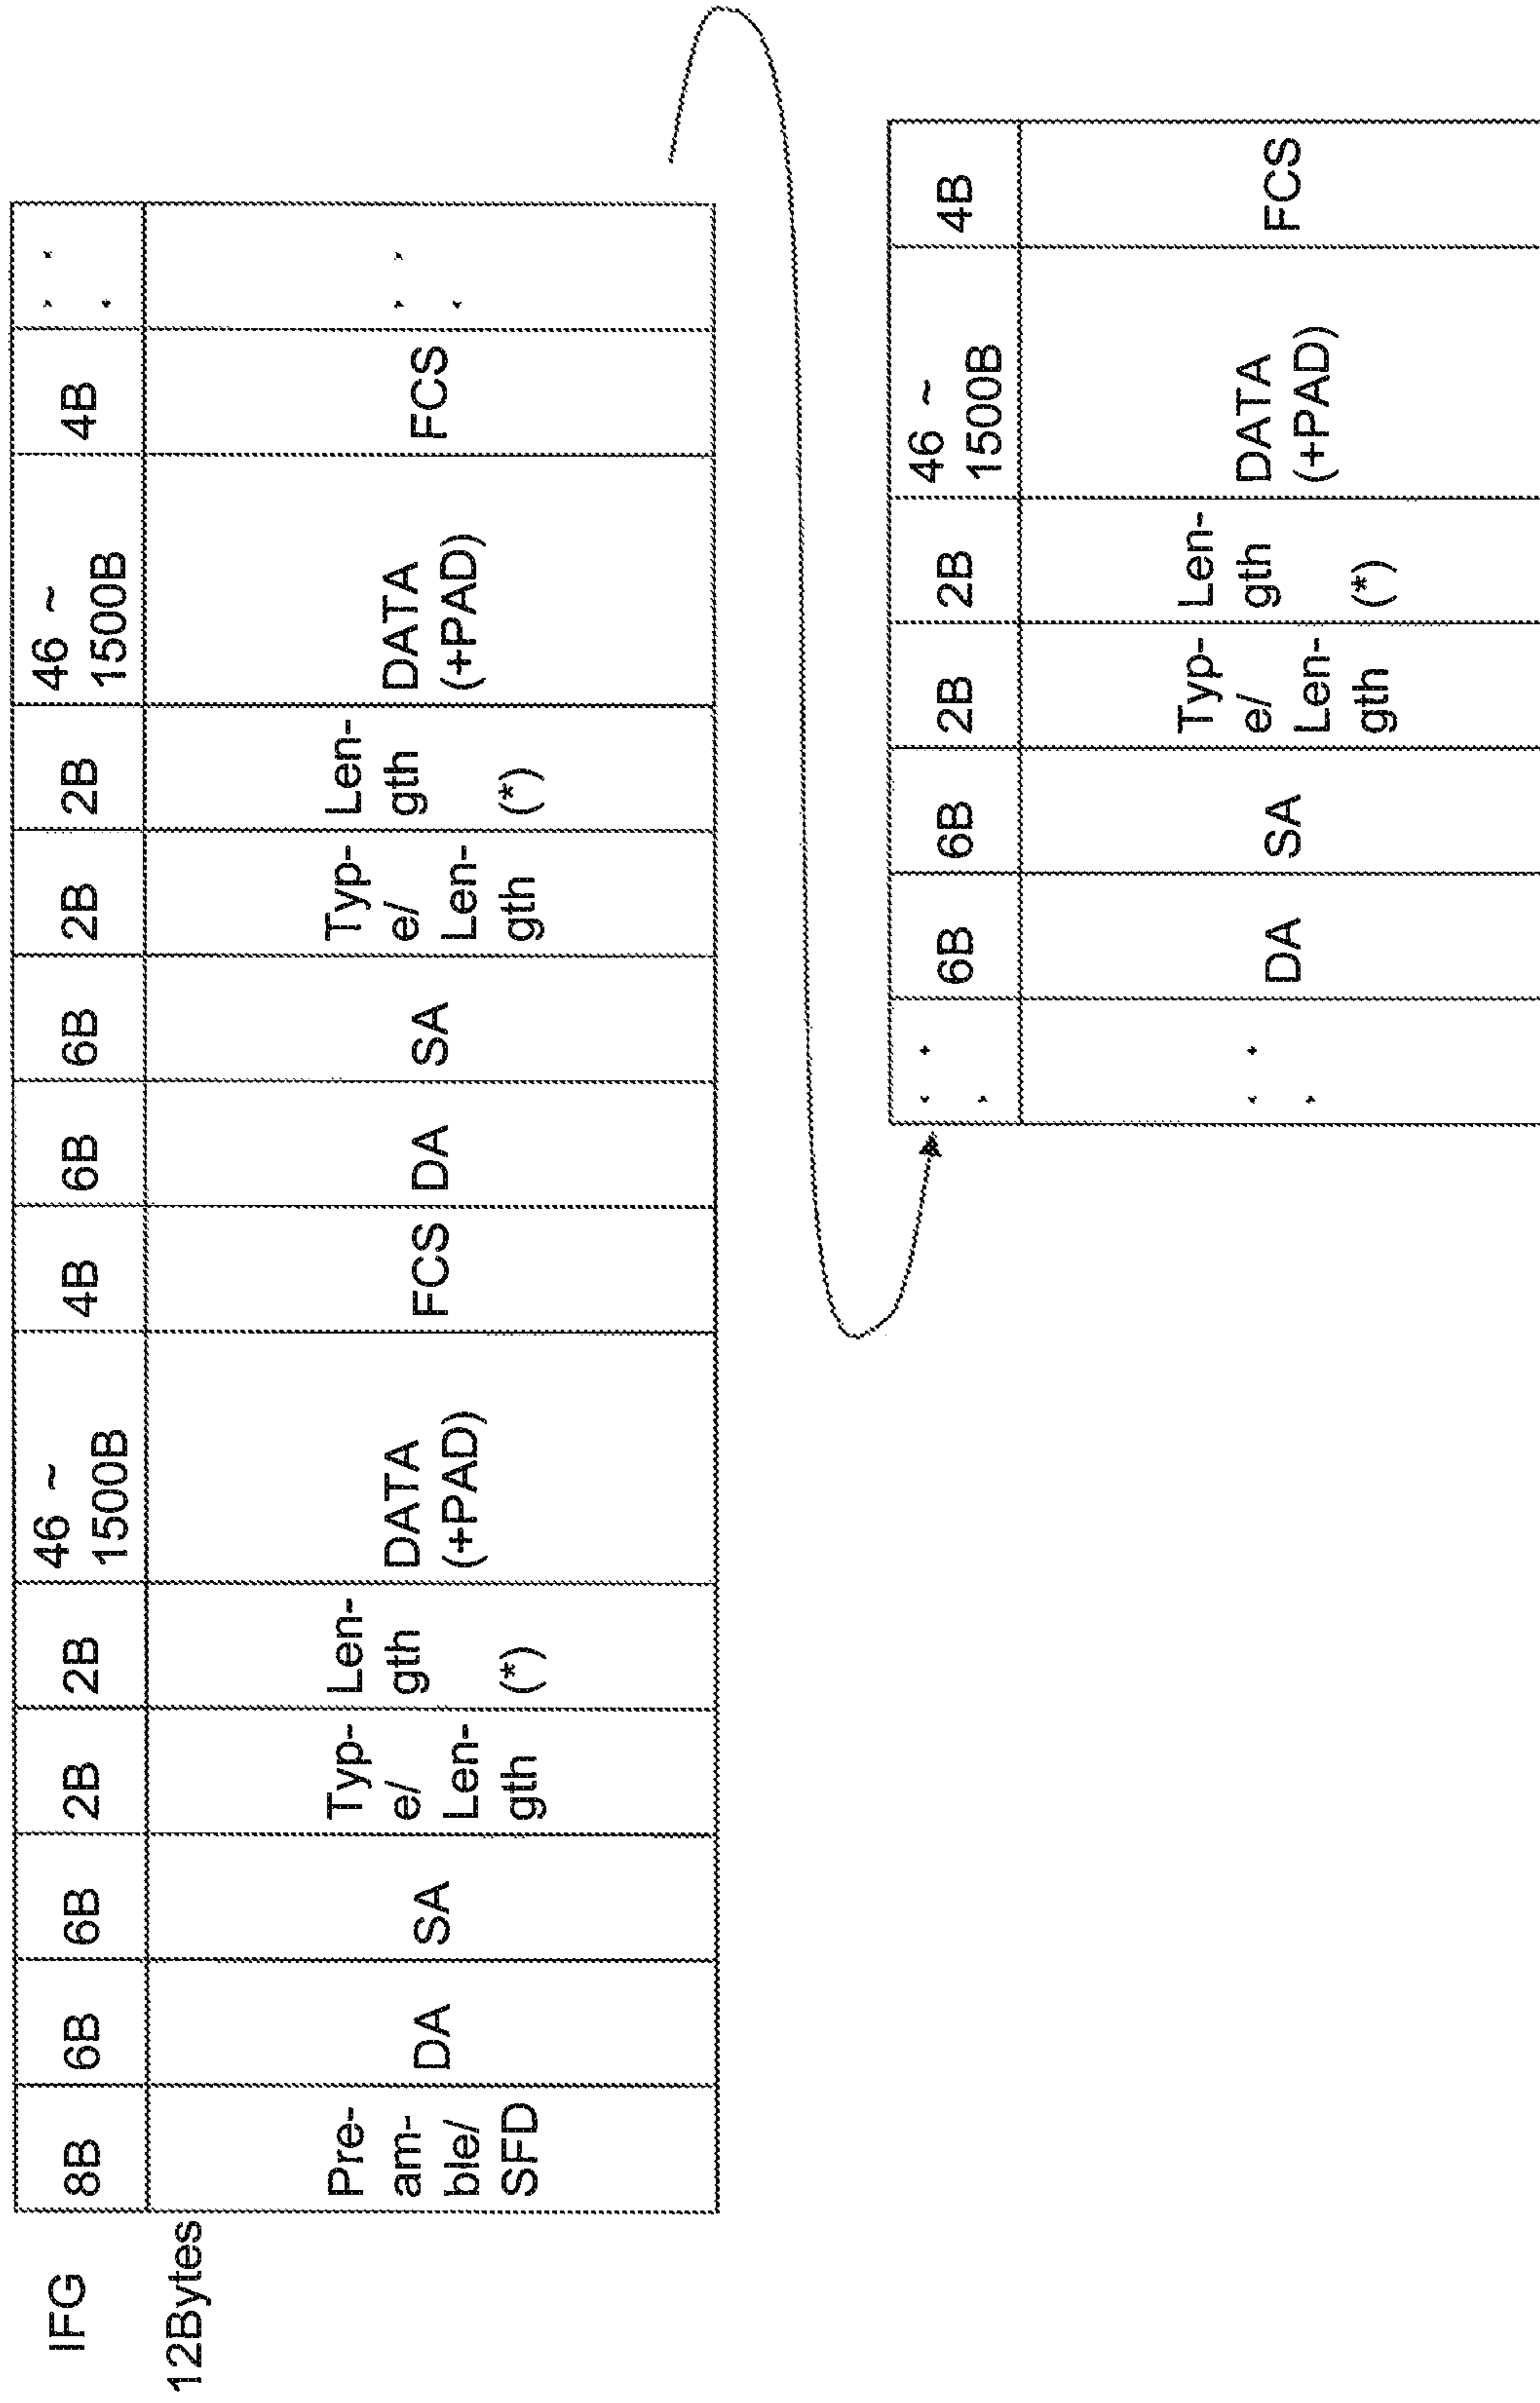 IFG
12Bytes
8B 6B 6B 2B 2B 46 ~ 1500B 4B 6B 6B 2B 2B 46 ~ 1500B 4B . . .
Pre-
am-
ble/
SFD
DA
SA
Typ-
e/
Len-
gth
Len-
gth
(*)
DATA
(+PAD)
FCS
DA
SA
Typ-
e/
Len-
gth
Len-
gth
(*)
DATA
(+PAD)
FCS
. . .
. . . 6B 6B 2B 2B 46 ~ 1500B 4B
. . .
DA
SA
Typ-
e/
Len-
gth
Len-
gth
(*)
DATA
(+PAD)
FCS